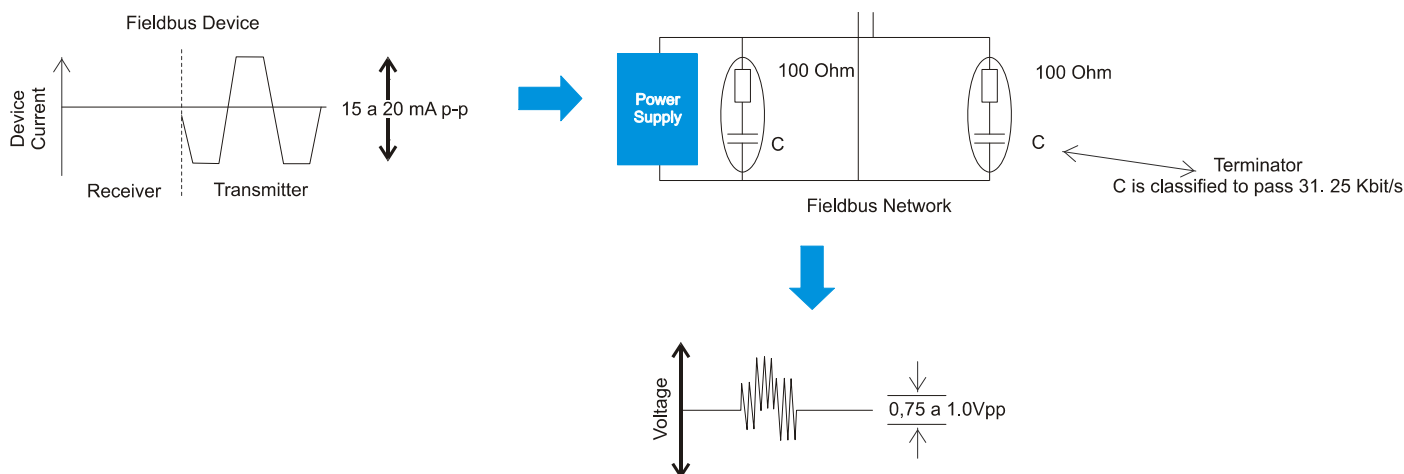 Fieldbus Device
Device
Current
15 a 20 mA p-p
Receiver
Transmitter
Power
Supply
100 Ohm
C
100 Ohm
C
Terminator
C is classified to pass 31. 25 Kbit/s
Fieldbus Network
Voltage
0,75 a 1.0Vpp